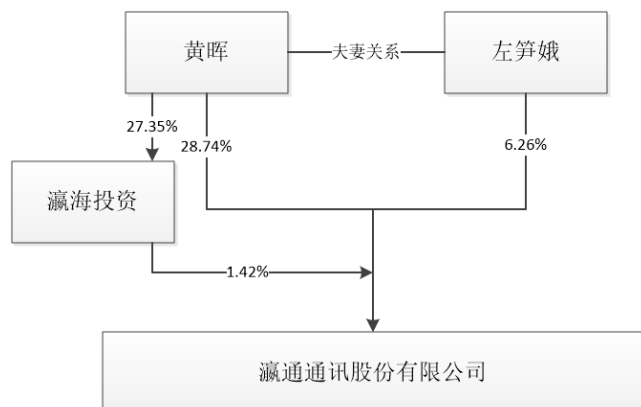 黄晖
夫妻关系
左笋娥
27.35%
28.74%
6.26%
瀛海投资
1.42%
瀛通通讯股份有限公司